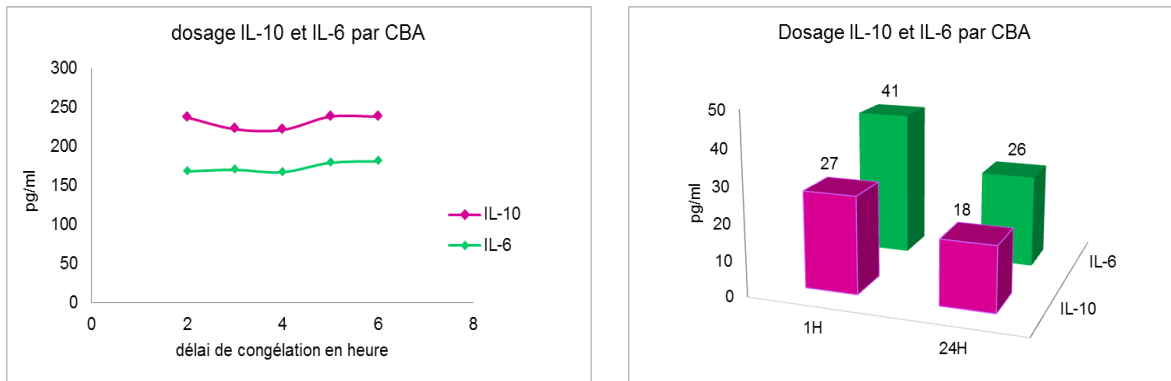 dosage IL-10 et IL-6 par CBA
300
250
200
150
100
50
0
pg/ml
0 2 4 6 8
délai de congélation en heure
IL-10
IL-6
Dosage IL-10 et IL-6 par CBA
50
40
30
20
10
0
pg/ml
41
27
26
18
1H
24H
IL-6
IL-10